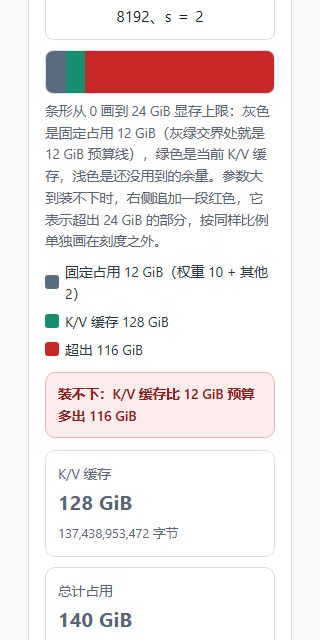 8192、s ＝ 2
条形从 0 画到 24 GiB 显存上限：灰色
是固定占用 12 GiB（灰绿交界处就是
12 GiB 预算线），绿色是当前 K/V 缓
存，浅色是还没用到的余量。参数大
到装不下时，右侧追加一段红色，它
表示超出 24 GiB 的部分，按同样比例
单独画在刻度之外。
固定占用 12 GiB（权重 10 + 其他
2）
K/V 缓存 128 GiB
超出 116 GiB
装不下：K/V 缓存比 12 GiB 预算
多出 116 GiB
K/V 缓存
128 GiB
137,438,953,472 字节
总计占用
140 GiB